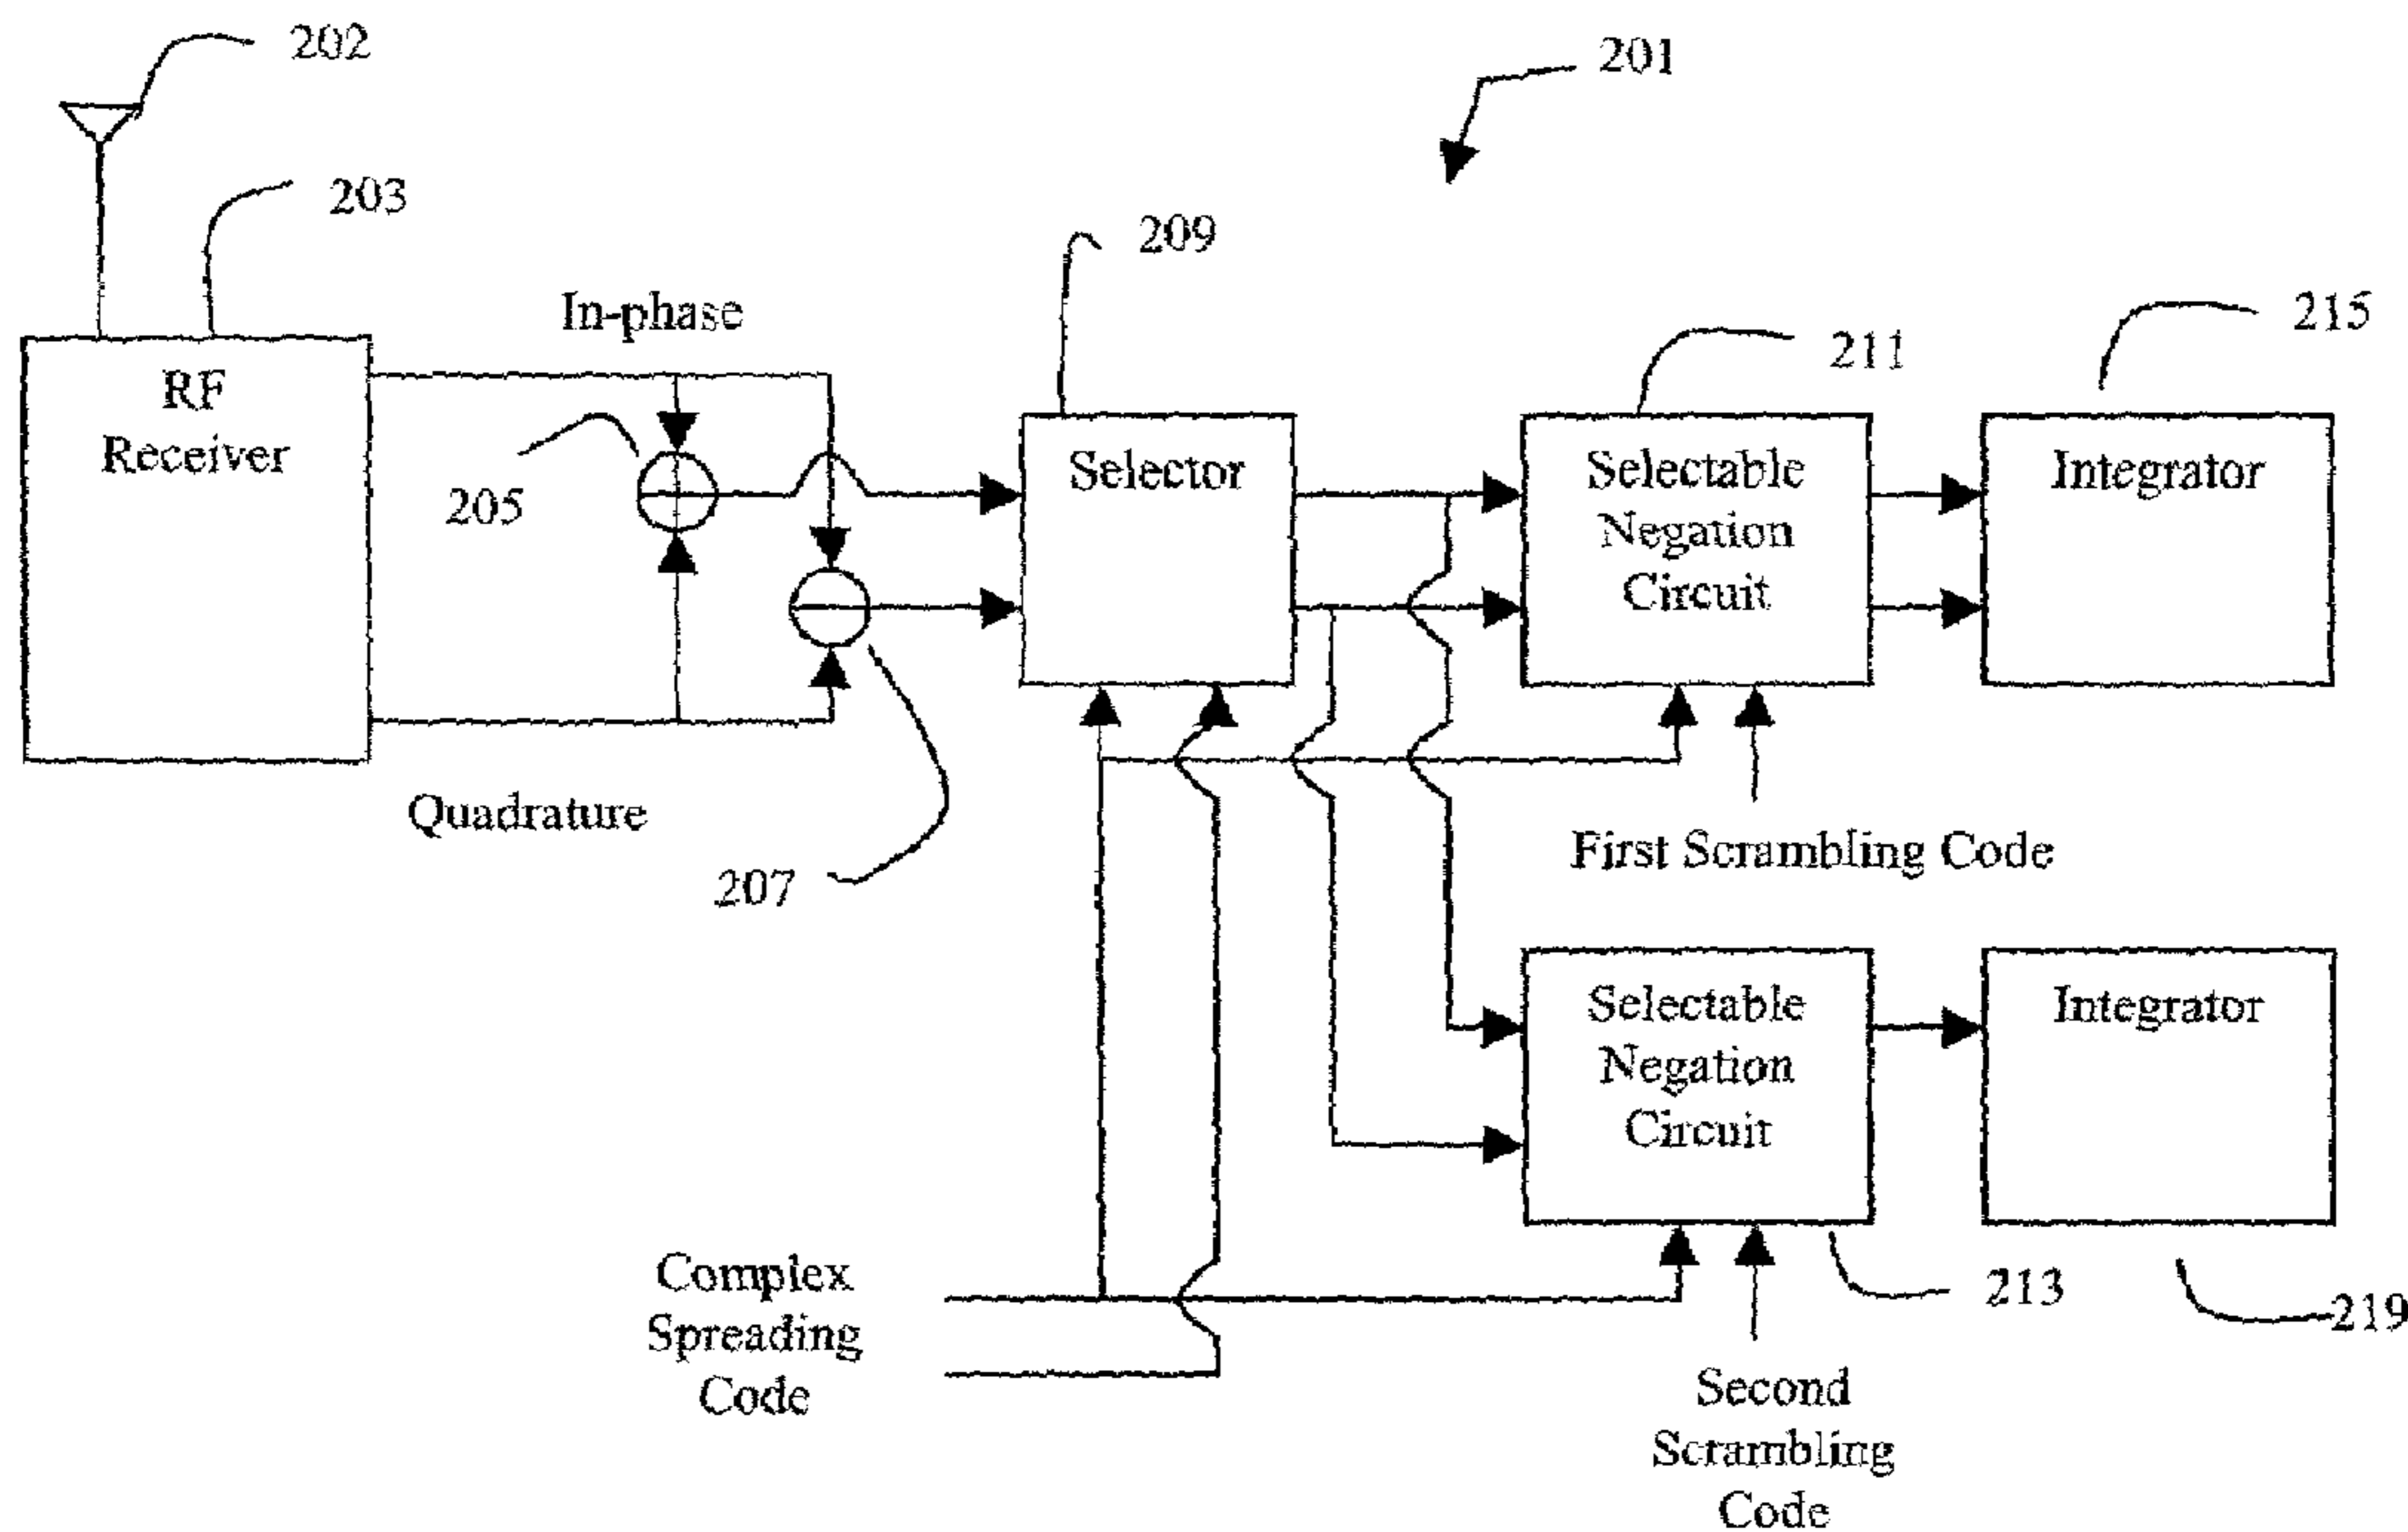 202
201
203
209
In-phase
215
211
RF
Receiver
205
Selector
Selectable
Negation
Circuit
Integrator
Quadrature
207
First Scrambling Code
Selectable
Negation
Circuit
Integrator
Complex
Spreading
Code
213
219
Second
Scrambling
Code